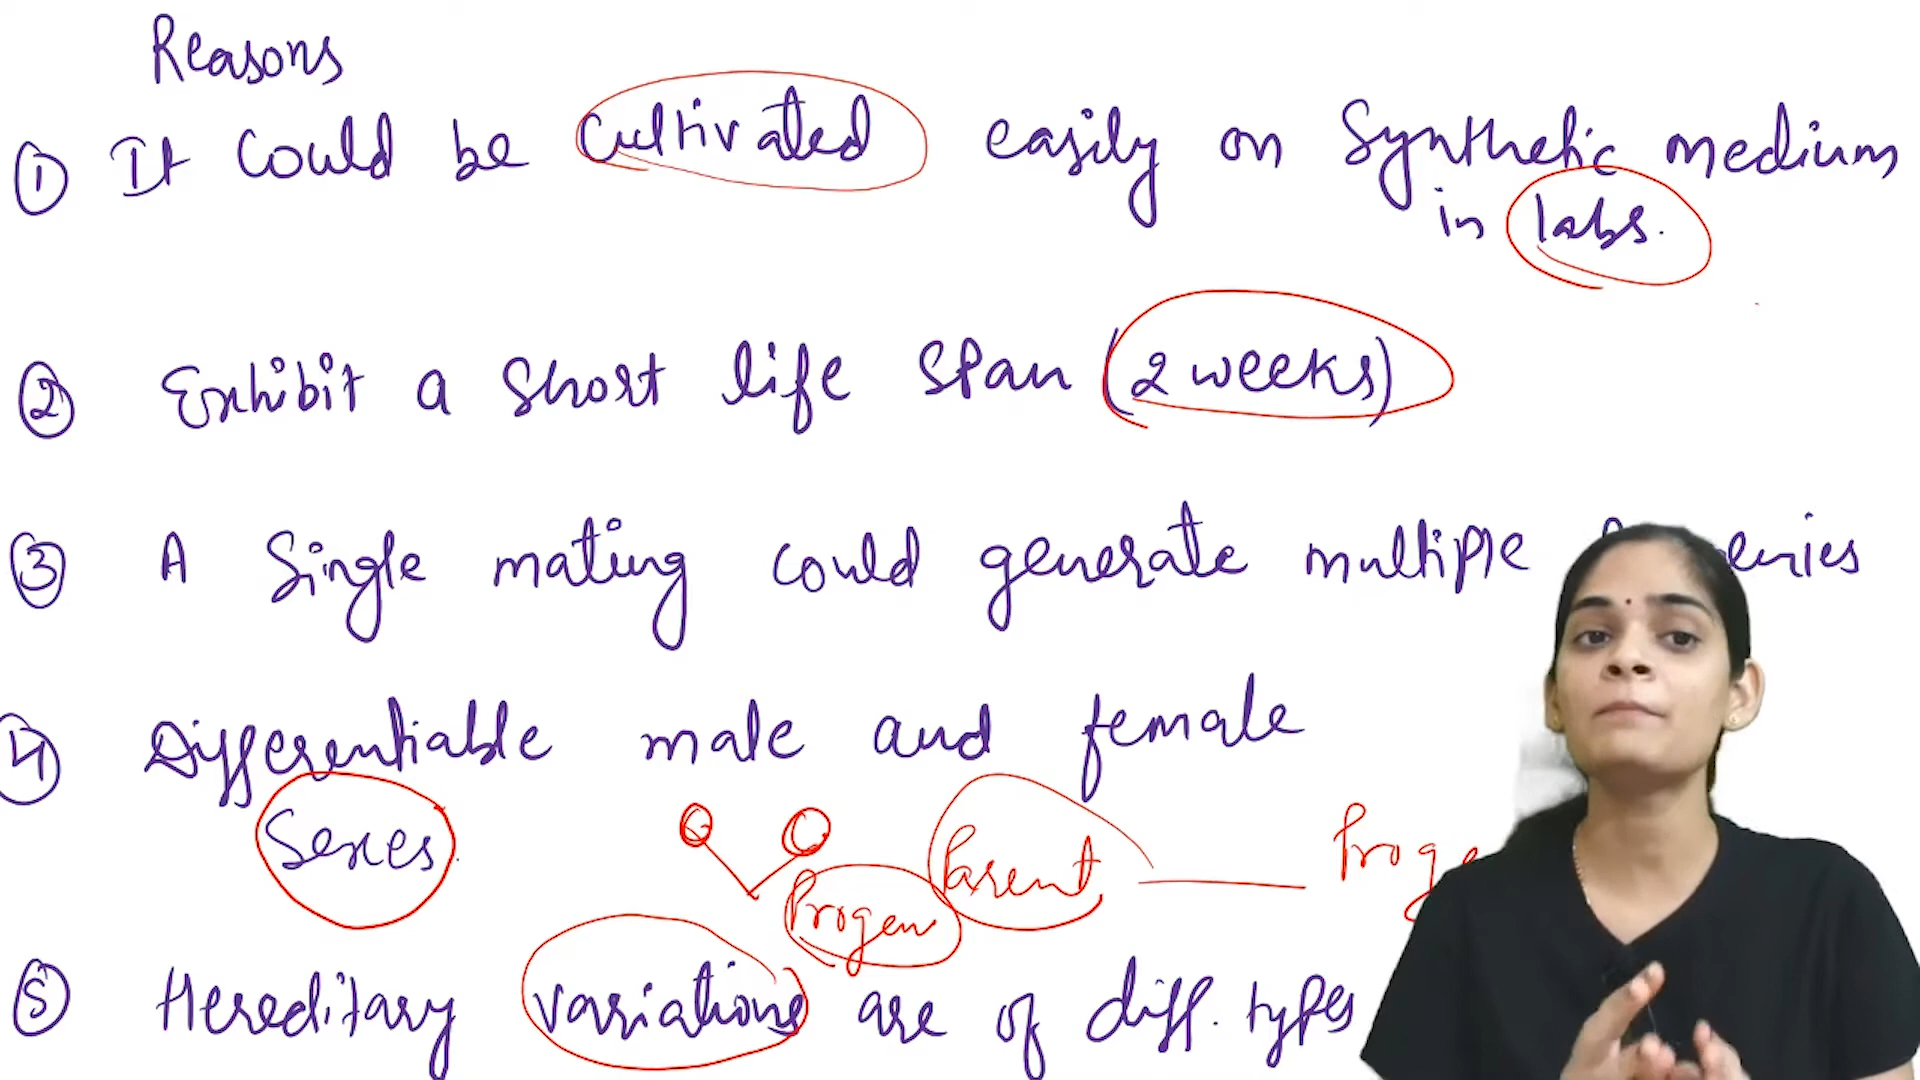 Reasons
① It could be cultivated easily on Synthetic medium
in labs.
② Exhibit a short life span (2 weeks)
③ A Single mating could generate multiple
④ Differentiable male and female
Sexes.
Parent
Progen
⑤ Hereditary variations are of diff. types